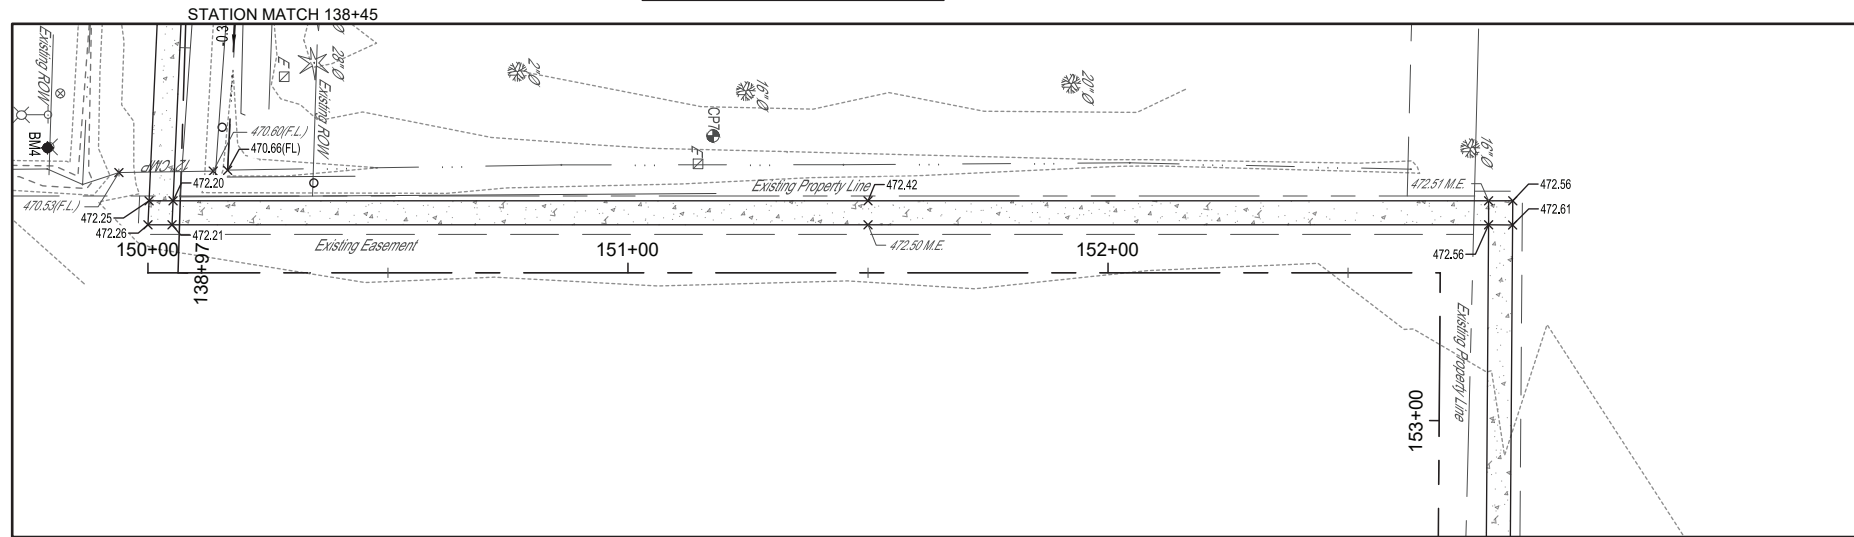 STATION MATCH 138+45
Existing ROW
-0.3
28"Ø
E
Existing ROW
2"Ø
16"Ø
20"Ø
16"Ø
CP7
E
BM4
12" CMP
470.60(F.L.)
470.66(FL)
472.20
470.53(F.L.)
472.25
472.26
472.21
Existing Property Line
472.42
472.51 M.E.
472.56
472.61
Existing Easement
472.50 M.E.
472.56
150+00
138+97
151+00
152+00
Existing Property Line
153+00